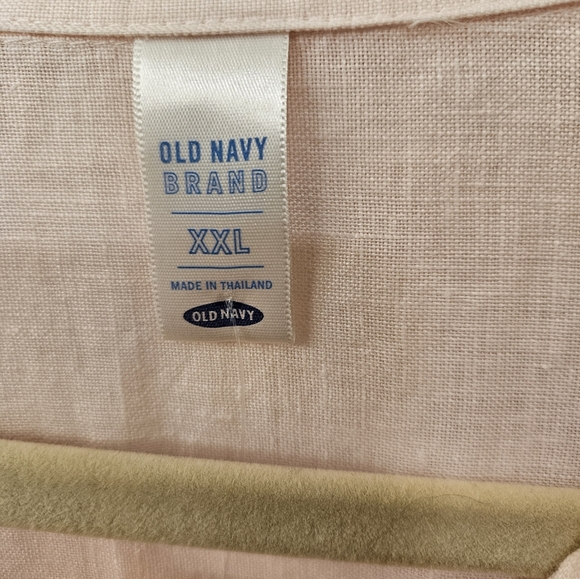 OLD NAVY
BRAND
XXL
MADE IN THAILAND
OLD NAVY